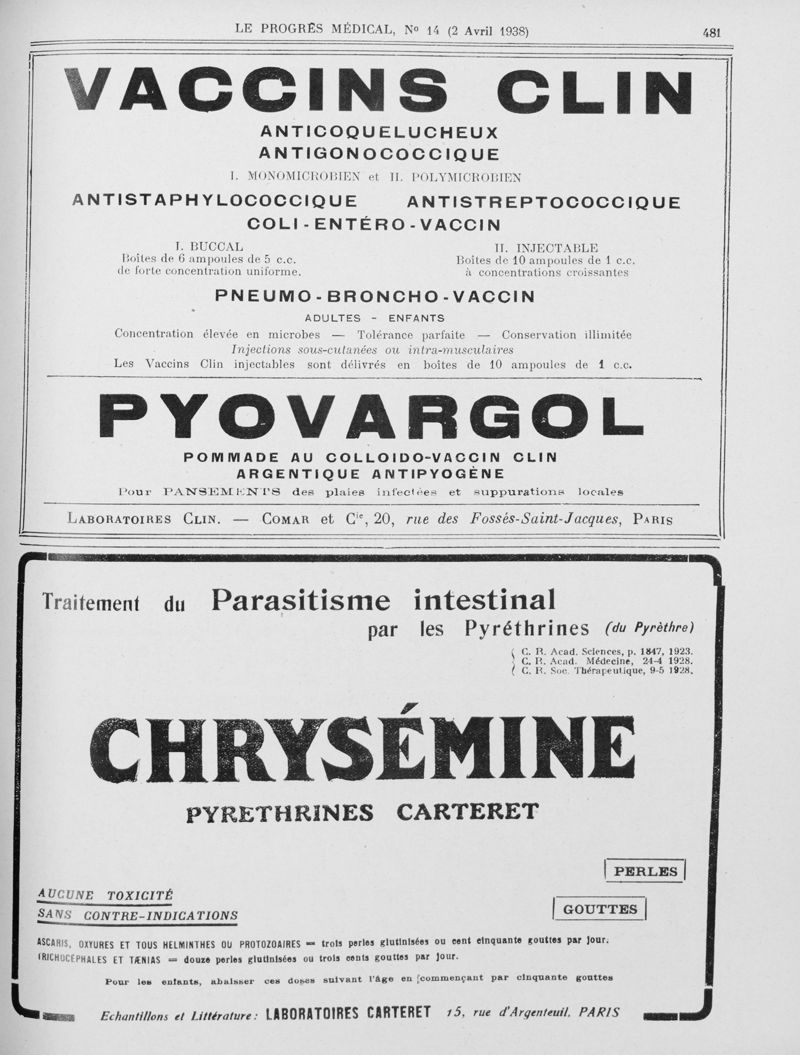 LE PROGRÈS MÉDICAL, No 14 (2 Avril 1938) 481
VACCINS CLIN
ANTICOQUELUCHEUX
ANTIGONOCOCCIQUE
I. MONOMICROBIEN et II. POLYMICROBIEN
ANTISTAPHYLOCOCCIQUE ANTISTREPTOCOCCIQUE
COLI-ENTÉRO-VACCIN
I. BUCCAL
Boîtes de 6 ampoules de 5 c.c.
de forte concentration uniforme.
II. INJECTABLE
Boîtes de 10 ampoules de 1 c.c.
à concentrations croissantes
PNEUMO-BRONCHO-VACCIN
ADULTES - ENFANTS
Concentration élevée en microbes — Tolérance parfaite — Conservation illimitée
Injections sous-cutanées ou intra-musculaires
Les Vaccins Clin injectables sont délivrés en boîtes de 10 ampoules de 1 c.c.
PYOVARGOL
POMMADE AU COLLOIDO-VACCIN CLIN
ARGENTIQUE ANTIPYOGÈNE
Pour PANSEMENTS des plaies infectées et suppurations locales
LABORATOIRES CLIN. — COMAR et Cie, 20, rue des Fossés-Saint-Jacques, PARIS
Traitement du Parasitisme intestinal
par les Pyréthrines (du Pyrèthre)
C. R. Acad. Sciences, p. 1847, 1923.
C. R. Acad. Médecine, 24-4 1928.
C. R. Soc. Thérapeutique, 9-5 1928.
CHRYSÉMINE
PYRETHRINES CARTERET
PERLES
GOUTTES
AUCUNE TOXICITÉ
SANS CONTRE-INDICATIONS
ASCARIS, OXYURES ET TOUS HELMINTHES OU PROTOZOAIRES = trois perles glutinisées ou cent cinquante gouttes par jour.
TRICHOCÉPHALES ET TÆNIAS = douze perles glutinisées ou trois cents gouttes par jour.
Pour les enfants, abaisser ces doses suivant l'âge en commençant par cinquante gouttes
Echantillons et Littérature: LABORATOIRES CARTERET 15, rue d'Argenteuil. PARIS